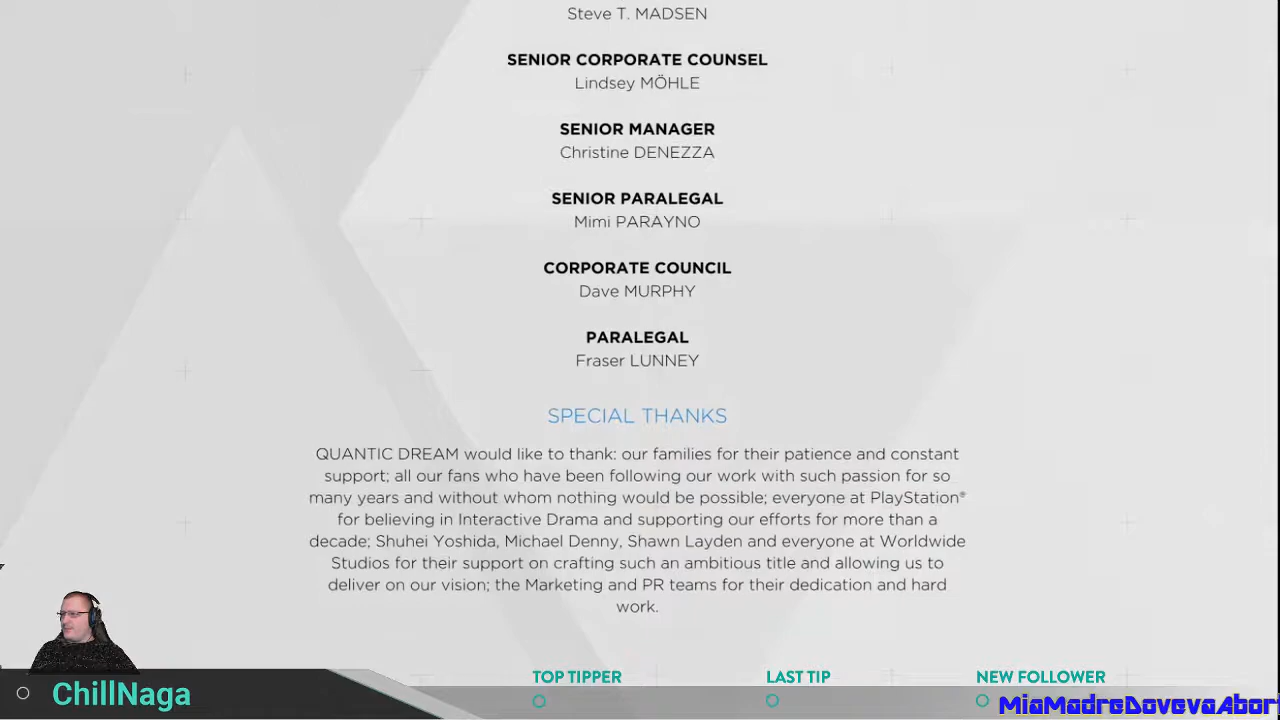 Steve T. MADSEN
SENIOR CORPORATE COUNSEL
Lindsey MÖHLE
SENIOR MANAGER
Christine DENEZZA
SENIOR PARALEGAL
Mimi PARAYNO
CORPORATE COUNCIL
Dave MURPHY
PARALEGAL
Fraser LUNNEY
SPECIAL THANKS
QUANTIC DREAM would like to thank: our families for their patience and constant
support; all our fans who have been following our work with such passion for so
many years and without whom nothing would be possible; everyone at PlayStation®
for believing in Interactive Drama and supporting our efforts for more than a
decade; Shuhei Yoshida, Michael Denny, Shawn Layden and everyone at Worldwide
Studios for their support on crafting such an ambitious title and allowing us to
deliver on our vision; the Marketing and PR teams for their dedication and hard
work.
ChillNaga
TOP TIPPER
LAST TIP
NEW FOLLOWER
MiaMadreDovevaAbor